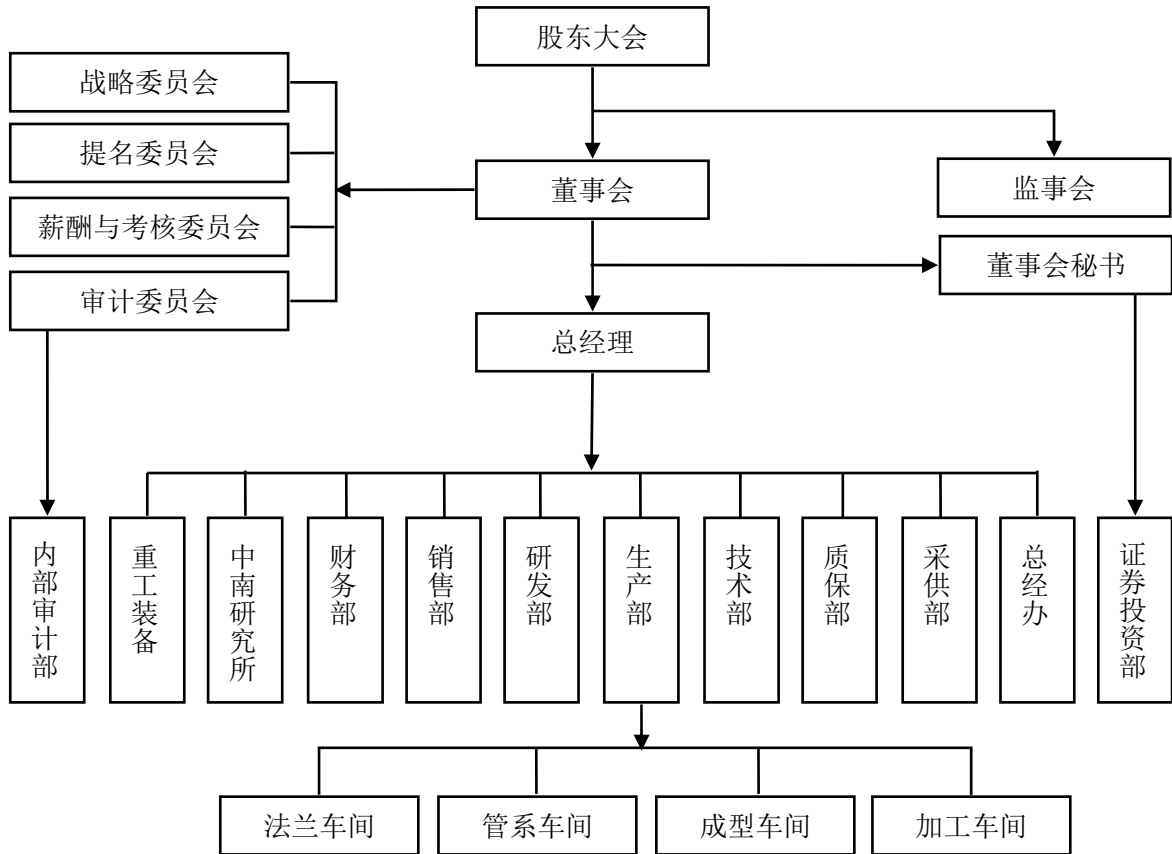 股东大会
战略委员会
提名委员会
董事会
监事会
薪酬与考核委员会
董事会秘书
审计委员会
总经理
内部审计部
重工装备
中南研究所
财务部
销售部
研发部
生产部
技术部
质保部
采供部
总经办
证券投资部
法兰车间
管系车间
成型车间
加工车间